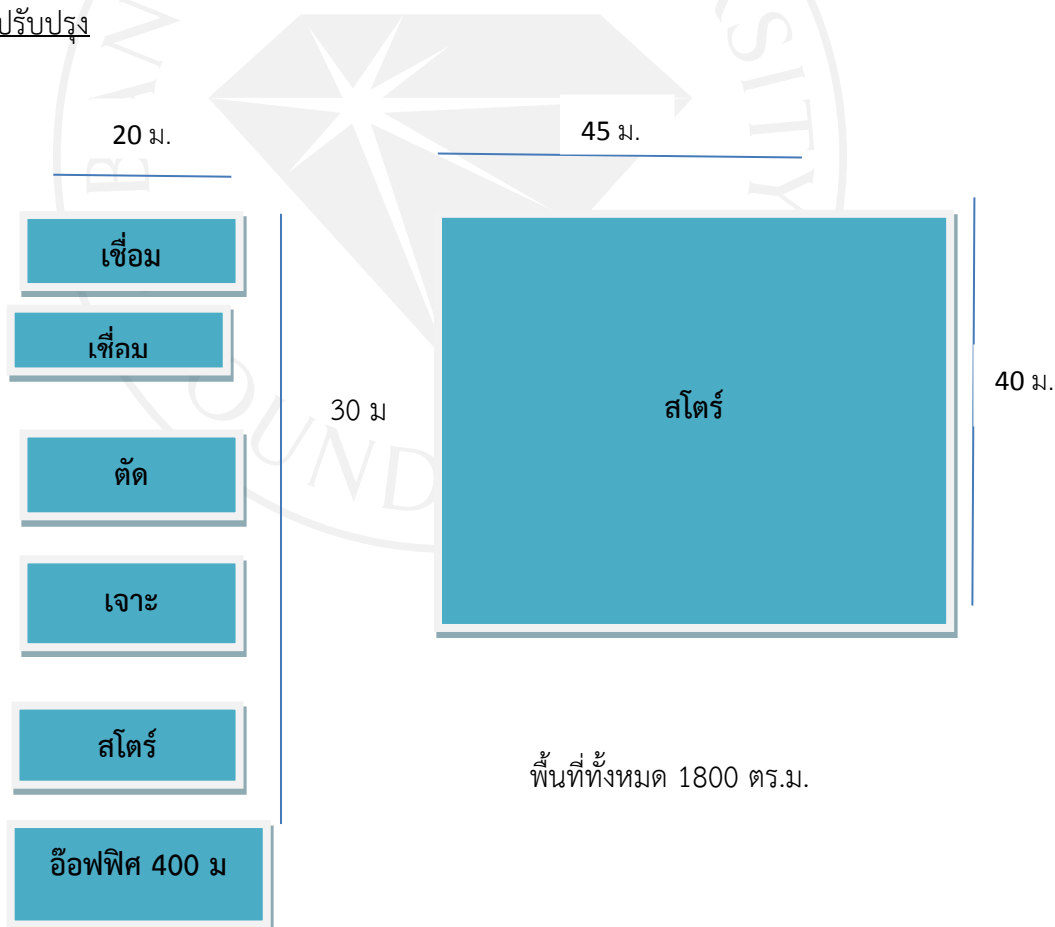 ปรับปรุง
20 ม.
45 ม.
เชื่อม
เชื่อม
ตัด
เจาะ
สโตร์
อ๊อฟฟิศ 400 ม
30 ม
สโตร์
40 ม.
พื้นที่ทั้งหมด 1800 ตร.ม.